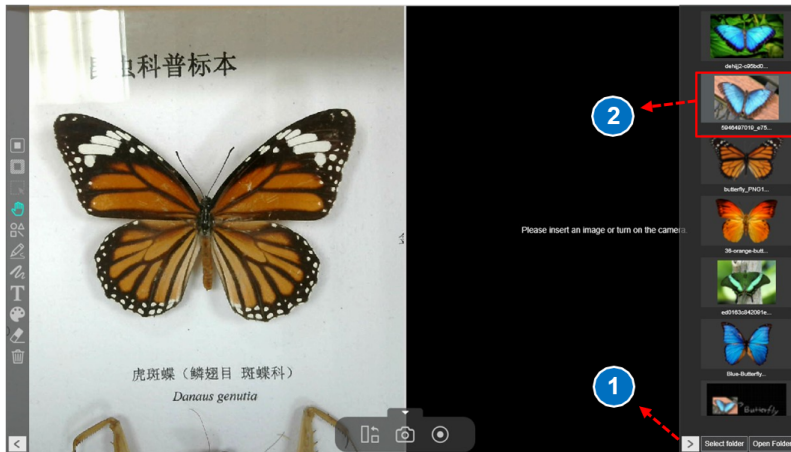 昆虫科普标本
虎斑蝶（鳞翅目 斑蝶科）
Danaus genutia
Please insert an image or turn on the camera
2
1
dshijj2-c95bd0...
5946497019_e75...
butterfly_PNG1...
36-orange-butt...
ed0163c842091e...
Blue-Butterfly...
Butterfly
T
<
>
Select folder
Open Folder